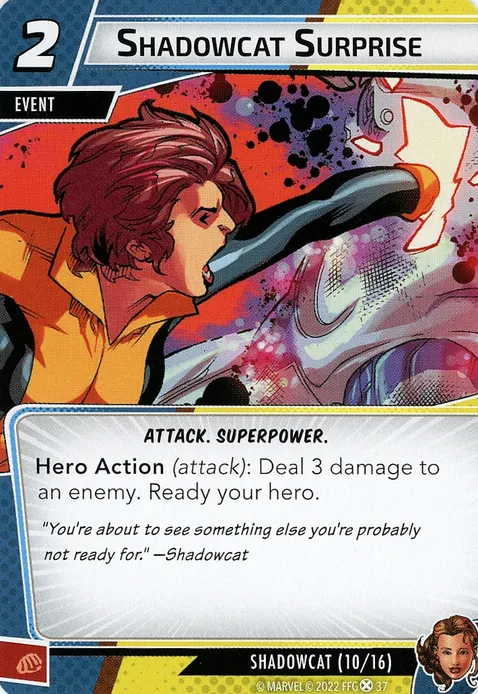 2
SHADOWCAT SURPRISE
EVENT
ATTACK. SUPERPOWER.
Hero Action (attack): Deal 3 damage to
an enemy. Ready your hero.
"You're about to see something else you're probably
not ready for." —Shadowcat
SHADOWCAT (10/16)
© MARVEL © 2022 FFG 37